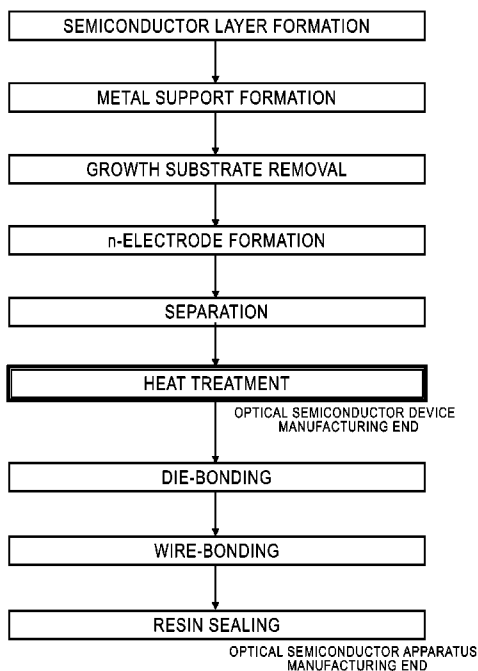 SEMICONDUCTOR LAYER FORMATION
METAL SUPPORT FORMATION
GROWTH SUBSTRATE REMOVAL
n-ELECTRODE FORMATION
SEPARATION
HEAT TREATMENT
OPTICAL SEMICONDUCTOR DEVICE
MANUFACTURING END
DIE-BONDING
WIRE-BONDING
RESIN SEALING
OPTICAL SEMICONDUCTOR APPARATUS
MANUFACTURING END